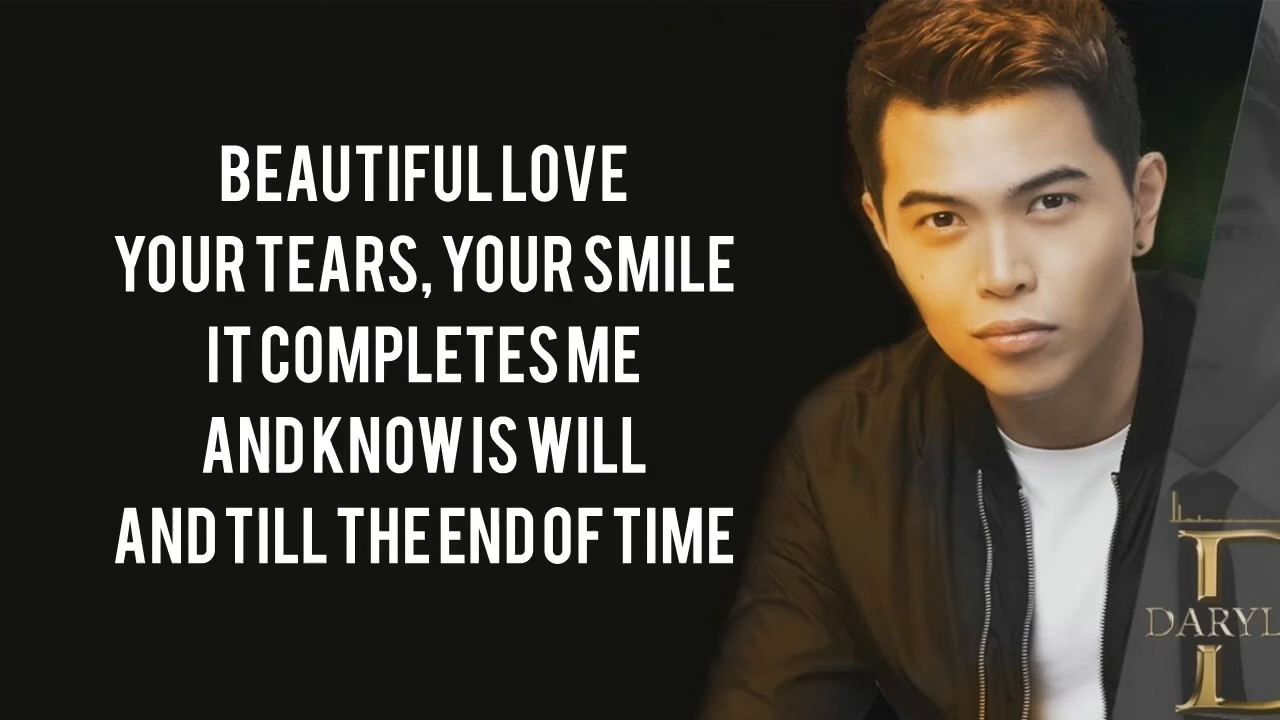 BEAUTIFUL LOVE
YOUR TEARS, YOUR SMILE
IT COMPLETES ME
AND KNOW IS WILL
AND TILL THE END OF TIME
D
DARYL